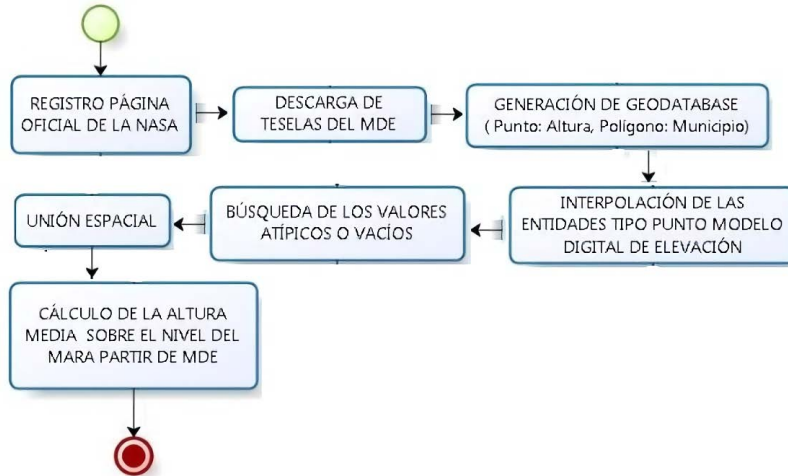 REGISTRO PÁGINA
OFICIAL DE LA NASA
DESCARGA DE
TESELAS DEL MDE
GENERACIÓN DE GEODATABASE
( Punto: Altura, Polígono: Municipio)
INTERPOLACIÓN DE LAS
ENTIDADES TIPO PUNTO MODELO
DIGITAL DE ELEVACIÓN
BÚSQUEDA DE LOS VALORES
ATÍPICOS O VACÍOS
UNIÓN ESPACIAL
CÁLCULO DE LA ALTURA
MEDIA SOBRE EL NIVEL DEL
MARA PARTIR DE MDE